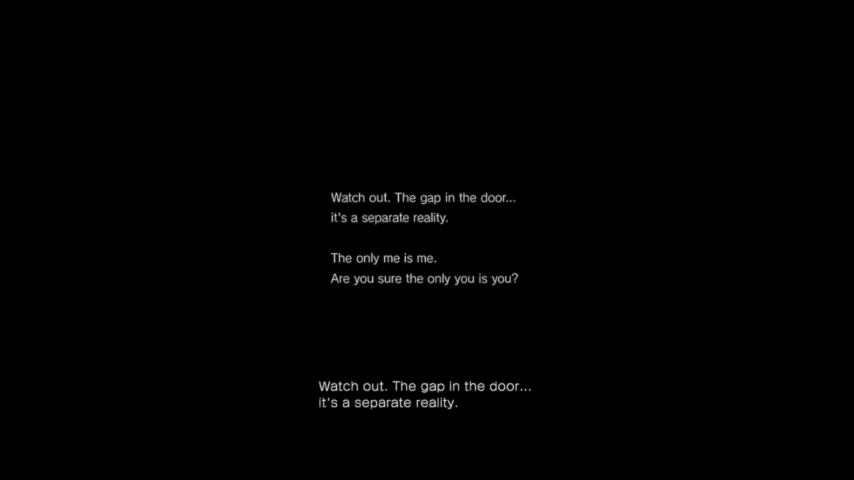 Watch out. The gap in the door...
it's a separate reality.
The only me is me.
Are you sure the only you is you?
Watch out. The gap in the door...
it's a separate reality.